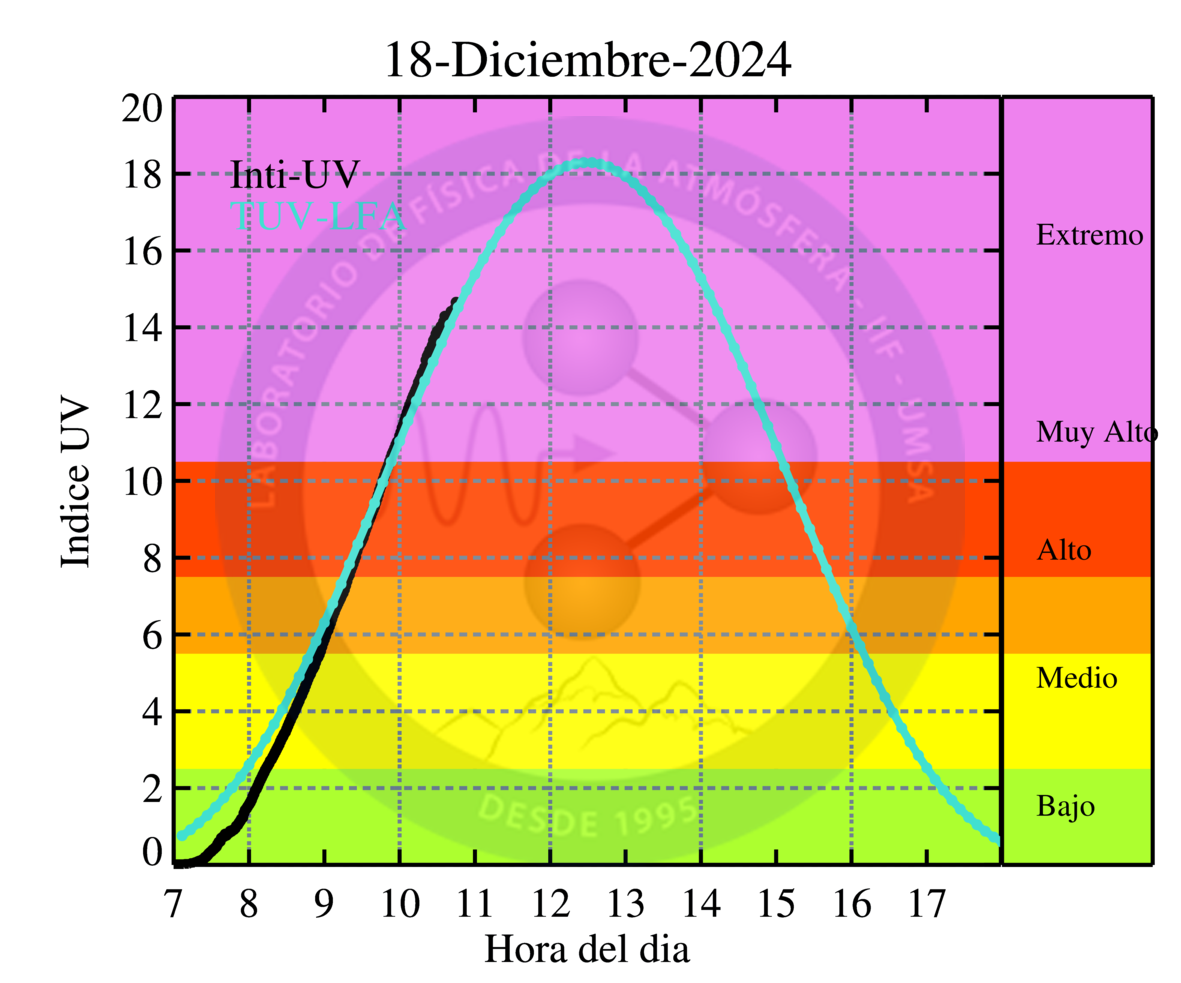 18-Diciembre-2024
20
18
16
14
12
10
8
6
4
2
0
Indice UV
Inti-UV
TUV-LFA
LABORATORIO DE FÍSICA DE LA ATMÓSFERA - IIF - UMSA
DESDE 1995
Extremo
Muy Alto
Alto
Medio
Bajo
7 8 9 10 11 12 13 14 15 16 17
Hora del dia